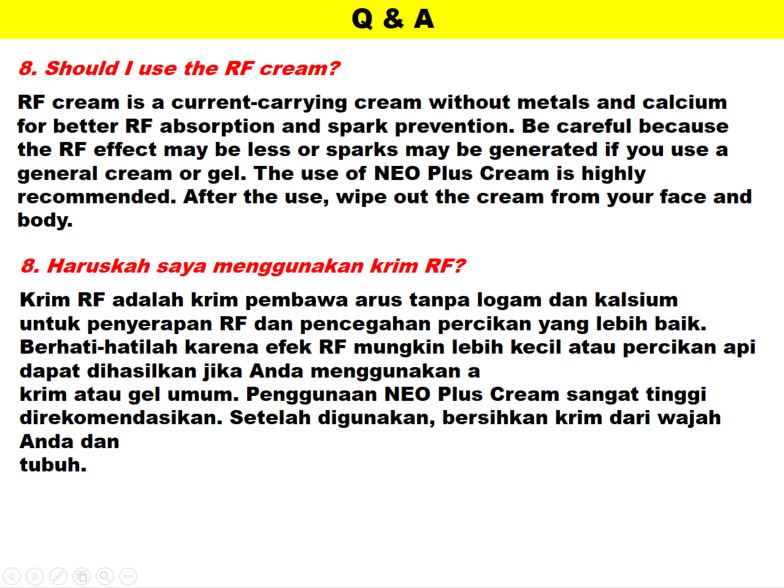 Q & A
8. Should I use the RF cream?
RF cream is a current-carrying cream without metals and calcium
for better RF absorption and spark prevention. Be careful because
the RF effect may be less or sparks may be generated if you use a
general cream or gel. The use of NEO Plus Cream is highly
recommended. After the use, wipe out the cream from your face and
body.
8. Haruskah saya menggunakan krim RF?
Krim RF adalah krim pembawa arus tanpa logam dan kalsium
untuk penyerapan RF dan pencegahan percikan yang lebih baik.
Berhati-hatilah karena efek RF mungkin lebih kecil atau percikan api
dapat dihasilkan jika Anda menggunakan a
krim atau gel umum. Penggunaan NEO Plus Cream sangat tinggi
direkomendasikan. Setelah digunakan, bersihkan krim dari wajah
Anda dan
tubuh.